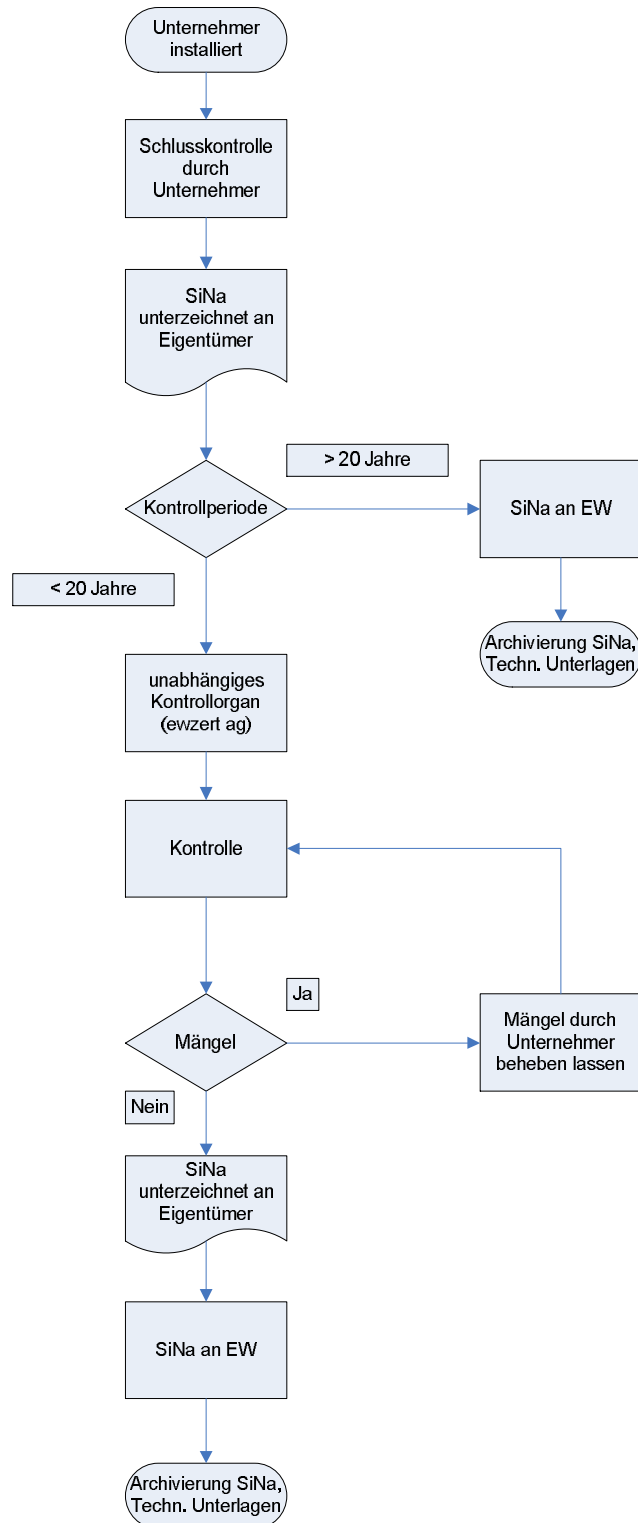 Unternehmer
installiert
Schlusskontrolle
durch
Unternehmer
SiNa
unterzeichnet an
Eigentümer
> 20 Jahre
Kontrollperiode
SiNa an EW
< 20 Jahre
Archivierung SiNa,
Techn. Unterlagen
unabhängiges
Kontrollorgan
(ewzert ag)
Kontrolle
Ja
Mängel
Mängel durch
Unternehmer
beheben lassen
Nein
SiNa
unterzeichnet an
Eigentümer
SiNa an EW
Archivierung SiNa,
Techn. Unterlagen